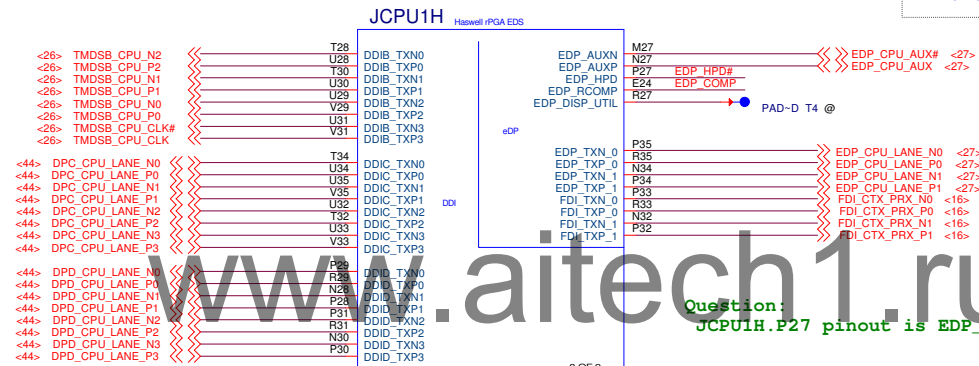 JCPU1H Haswell rPGA EDS
<26> TMDSB_CPU_N2 T28 DDIB_TXN0
<26> TMDSB_CPU_P2 U28 DDIB_TXP0
<26> TMDSB_CPU_N1 T30 DDIB_TXN1
<26> TMDSB_CPU_P1 U30 DDIB_TXP1
<26> TMDSB_CPU_N0 U29 DDIB_TXN2
<26> TMDSB_CPU_P0 V29 DDIB_TXP2
<26> TMDSB_CPU_CLK# U31 DDIB_TXN3
<26> TMDSB_CPU_CLK V31 DDIB_TXP3
<44> DPC_CPU_LANE_N0 T34 DDIC_TXN0
<44> DPC_CPU_LANE_P0 U34 DDIC_TXP0
<44> DPC_CPU_LANE_N1 U35 DDIC_TXN1
<44> DPC_CPU_LANE_P1 V35 DDIC_TXP1
<44> DPC_CPU_LANE_N2 U32 DDIC_TXN2
<44> DPC_CPU_LANE_P2 T32 DDIC_TXP2
<44> DPC_CPU_LANE_N3 U33 DDIC_TXN3
<44> DPC_CPU_LANE_P3 V33 DDIC_TXP3
<44> DPD_CPU_LANE_N0 P29 DDID_TXN0
<44> DPD_CPU_LANE_P0 R29 DDID_TXP0
<44> DPD_CPU_LANE_N1 N28 DDID_TXN1
<44> DPD_CPU_LANE_P1 P28 DDID_TXP1
<44> DPD_CPU_LANE_N2 P31 DDID_TXN2
<44> DPD_CPU_LANE_P2 R31 DDID_TXP2
<44> DPD_CPU_LANE_N3 N30 DDID_TXN3
<44> DPD_CPU_LANE_P3 P30 DDID_TXP3
DDI
eDP
EDP_AUXN M27 EDP_CPU_AUX# <27>
EDP_AUXP N27 EDP_CPU_AUX <27>
EDP_HPD P27 EDP_HPD#
EDP_RCOMP E24 EDP_COMP
EDP_DISP_UTIL R27 PAD~D T4 @
EDP_TXN_0 P35 EDP_CPU_LANE_N0 <27>
EDP_TXP_0 R35 EDP_CPU_LANE_P0 <27>
EDP_TXN_1 N34 EDP_CPU_LANE_N1 <27>
EDP_TXP_1 P34 EDP_CPU_LANE_P1 <27>
FDI_TXN_0 P33 FDI_CTX_PRX_N0 <16>
FDI_TXP_0 R33 FDI_CTX_PRX_P0 <16>
FDI_TXN_1 N32 FDI_CTX_PRX_N1 <16>
FDI_TXP_1 P32 FDI_CTX_PRX_P1 <16>
www.aitech1.ru
Question:
JCPU1H.P27 pinout is EDP_